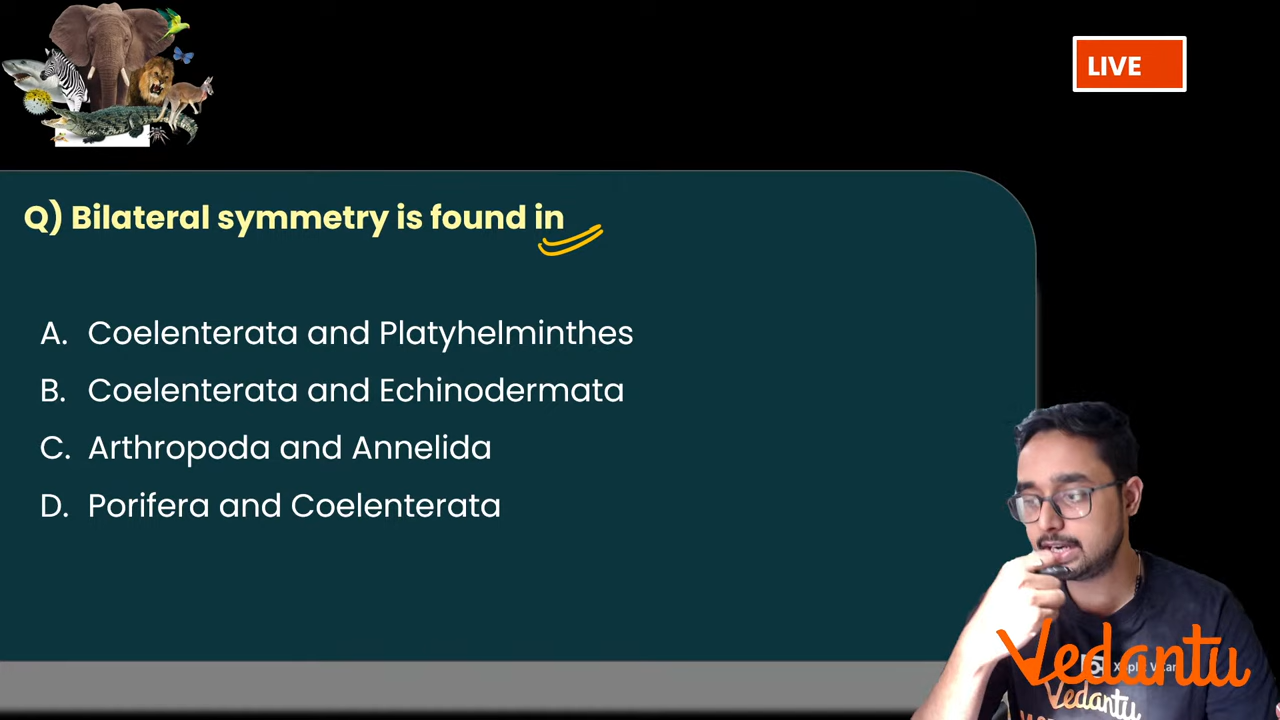 LIVE
Q) Bilateral symmetry is found in
A. Coelenterata and Platyhelminthes
B. Coelenterata and Echinodermata
C. Arthropoda and Annelida
D. Porifera and Coelenterata
Vedantu
Vedantu